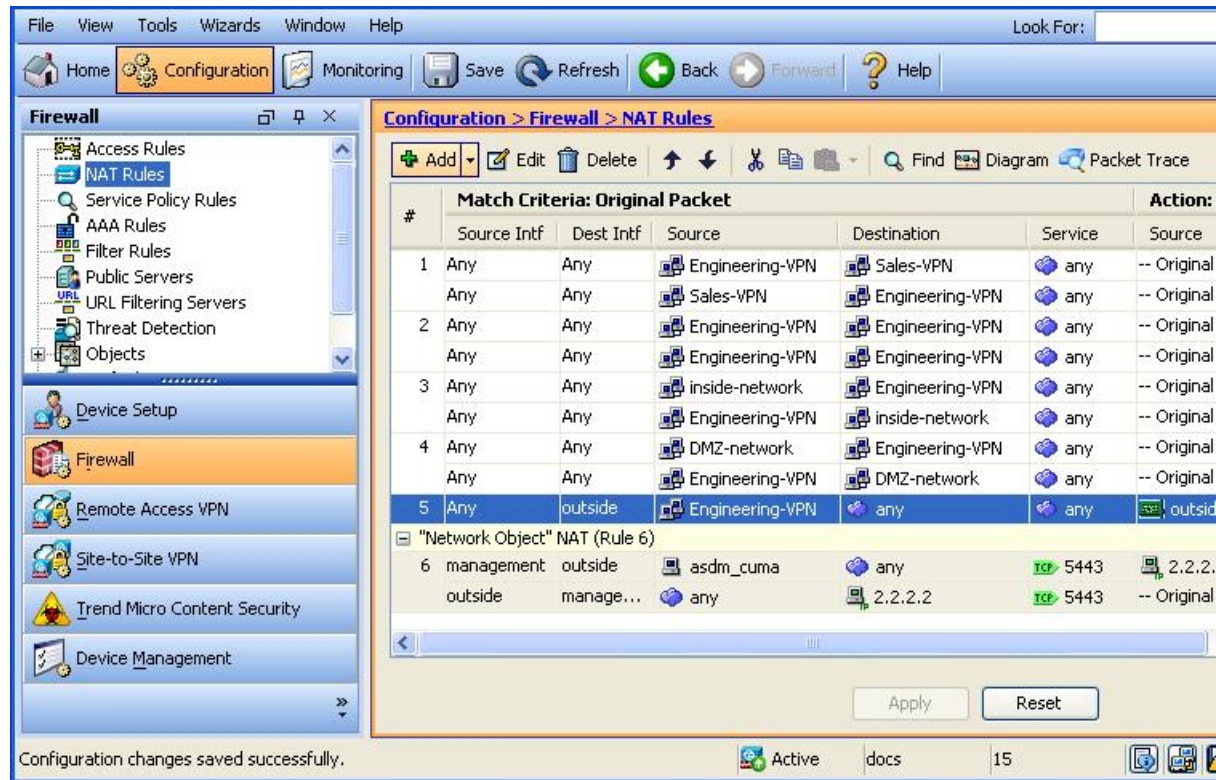 File View Tools Wizards Window Help Look For:
Home Configuration Monitoring Save Refresh Back Forward Help
Firewall
Access Rules
NAT Rules
Service Policy Rules
AAA Rules
Filter Rules
Public Servers
URL Filtering Servers
Threat Detection
Objects
Device Setup
Firewall
Remote Access VPN
Site-to-Site VPN
Trend Micro Content Security
Device Management
Configuration > Firewall > NAT Rules
Add Edit Delete Find Diagram Packet Trace
# Match Criteria: Original Packet Action:
Source Intf Dest Intf Source Destination Service Source
1 Any Any Engineering-VPN Sales-VPN any -- Original
Any Any Sales-VPN Engineering-VPN any -- Original
2 Any Any Engineering-VPN Engineering-VPN any -- Original
Any Any Engineering-VPN Engineering-VPN any -- Original
3 Any Any inside-network Engineering-VPN any -- Original
Any Any Engineering-VPN inside-network any -- Original
4 Any Any DMZ-network Engineering-VPN any -- Original
Any Any Engineering-VPN DMZ-network any -- Original
5 Any outside Engineering-VPN any any outsid
"Network Object" NAT (Rule 6)
6 management outside asdm_cuma any TCP 5443 2.2.2.
outside manage... any 2.2.2.2 TCP 5443 -- Original
Apply Reset
Configuration changes saved successfully. Active docs 15